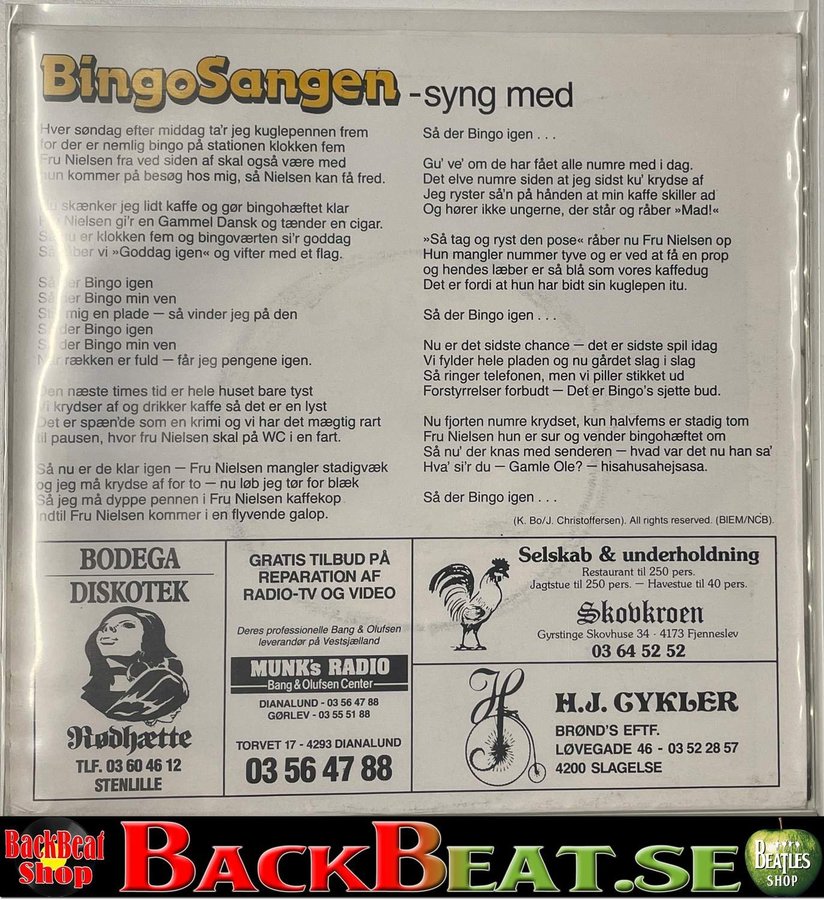 BingoSangen -syng med
Hver søndag efter middag ta'r jeg kuglepennen frem
for der er nemlig bingo på stationen klokken fem
Fru Nielsen fra ved siden af skal også være med
hun kommer på besøg hos mig, så Nielsen kan få fred.
skænker jeg lidt kaffe og gør bingohæftet klar
Fru Nielsen gi'r en Gammel Dansk og tænder en cigar.
Så nu er klokken fem og bingoværten si'r goddag
Så råber vi »Goddag igen« og vifter med et flag.
Så der Bingo igen
Så der Bingo min ven
mig en plade – så vinder jeg på den
Så der Bingo igen
Så der Bingo min ven
Når rækken er fuld – får jeg pengene igen.
Den næste times tid er hele huset bare tyst
Vi krydser af og drikker kaffe så det er en lyst
Det er spæn'de som en krimi og vi har det mægtig rart
til pausen, hvor fru Nielsen skal på WC i en fart.
Så nu er de klar igen – Fru Nielsen mangler stadigvæk
og jeg må krydse af for to – nu løb jeg tør for blæk
Så jeg må dyppe pennen i Fru Nielsen kaffekop
indtil Fru Nielsen kommer i en flyvende galop.
Så der Bingo igen . . .
Gu' ve' om de har fået alle numre med i dag.
Det elve numre siden at jeg sidst ku' krydse af
Jeg ryster så'n på hånden at min kaffe skiller ad
Og hører ikke ungerne, der står og råber »Mad!«
»Så tag og ryst den pose« råber nu Fru Nielsen op
Hun mangler nummer tyve og er ved at få en prop
og hendes læber er så blå som vores kaffedug
Det er fordi at hun har bidt sin kuglepen itu.
Så der Bingo igen . . .
Nu er det sidste chance – det er sidste spil idag
Vi fylder hele pladen og nu gårdet slag i slag
Så ringer telefonen, men vi piller stikket ud
Forstyrrelser forbudt – Det er Bingo's sjette bud.
Nu fjorten numre krydset, kun halvfems er stadig tom
Fru Nielsen hun er sur og vender bingohæftet om
Så nu' der knas med senderen – hvad var det nu han sa'
Hva' si'r du – Gamle Ole? – hisahusahejsasa.
Så der Bingo igen . . .
(K. Bo/J. Christoffersen). All rights reserved. (BIEM/NCB).
BODEGA
DISKOTEK
Rødhætte
TLF. 03 60 46 12
STENLILLE
GRATIS TILBUD PÅ
REPARATION AF
RADIO-TV OG VIDEO
Deres professionelle Bang & Olufsen
leverandør på Vestsjælland
MUNK's RADIO
Bang & Olufsen Center
DIANALUND - 03 56 47 88
GØRLEV - 03 55 51 88
TORVET 17 - 4293 DIANALUND
03 56 47 88
Selskab & underholdning
Restaurant til 250 pers.
Jagtstue til 250 pers. – Havestue til 40 pers.
Skovkroen
Gyrstinge Skovhuse 34 · 4173 Fjenneslev
03 64 52 52
H
H.J. CYKLER
BRØND'S EFTF.
LØVEGADE 46 - 03 52 28 57
4200 SLAGELSE
BackBeat
Shop
BACKBEAT.SE
BEATLES
SHOP